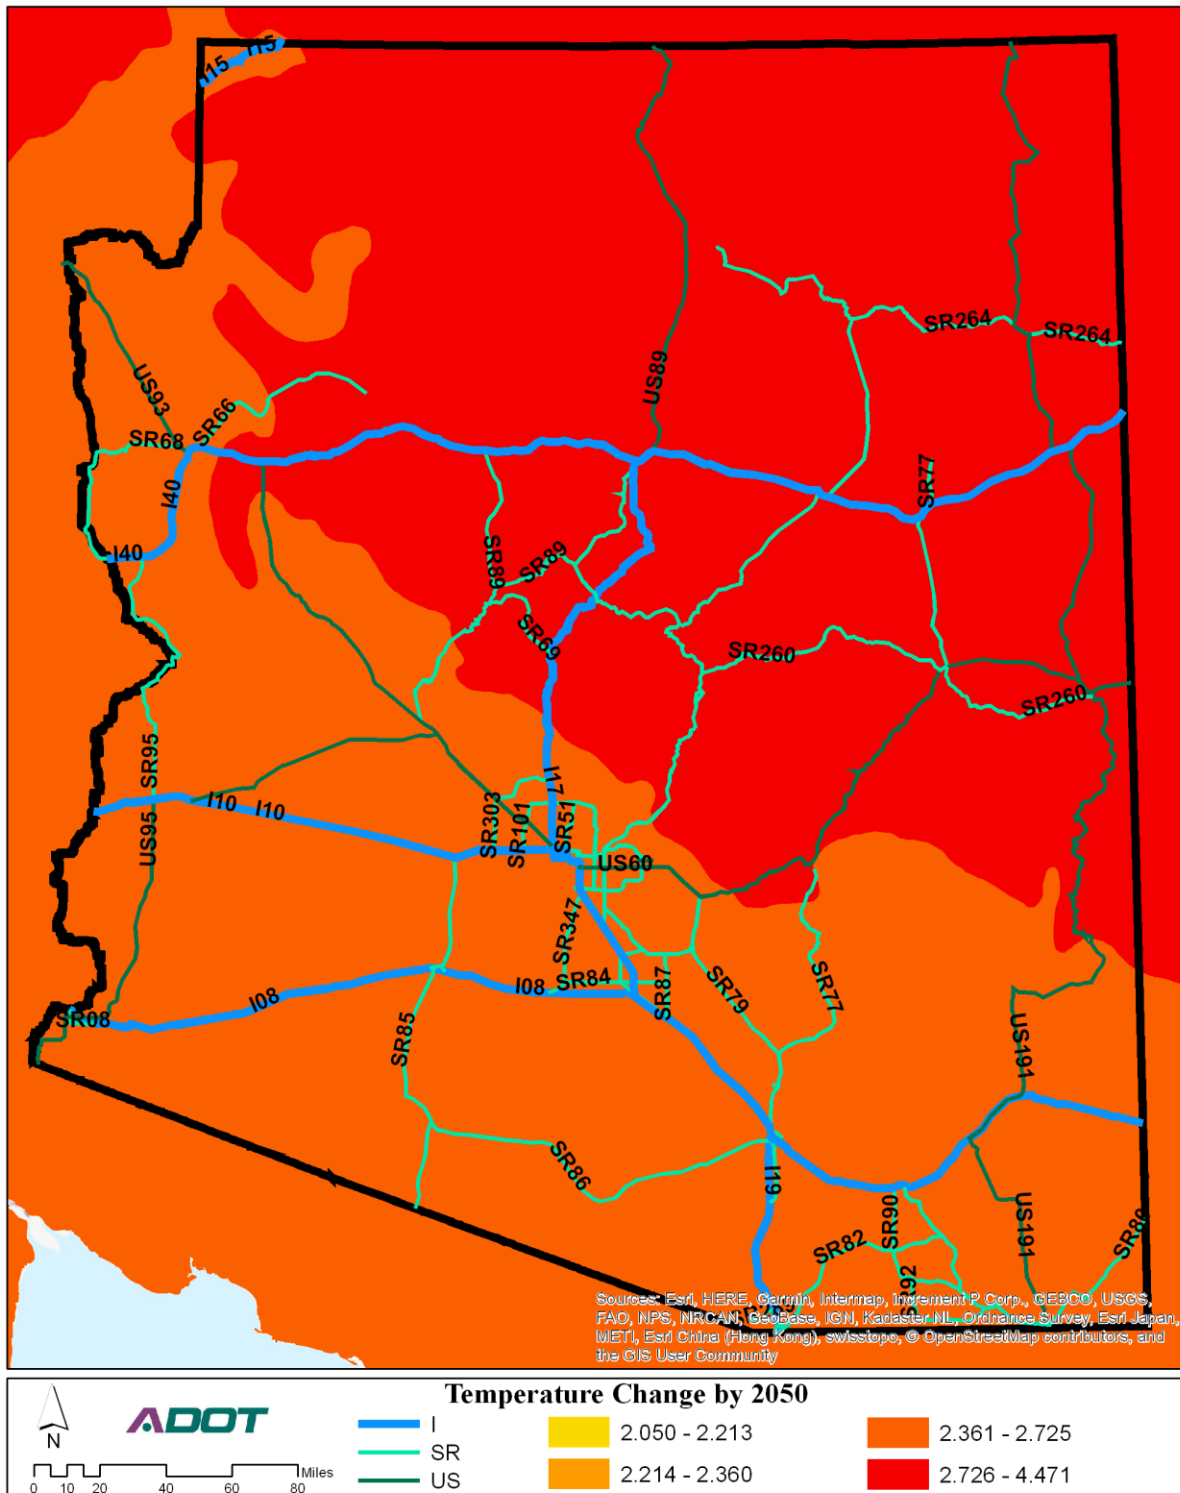 I15
I15
US93
SR66
SR68
I40
I40
US89
SR264
SR264
SR77
SR89
SR89
SR69
SR260
SR260
SR95
US95
I10
I10
SR303
SR101
I17
SR51
US60
SR347
I08
I08
SR84
SR87
SR79
SR77
SR08
SR85
SR86
I19
US191
US191
SR90
SR82
SR92
SR80
Sources: Esri, HERE, Garmin, Intermap, increment P Corp., GEBCO, USGS,
FAO, NPS, NRCAN, GeoBase, IGN, Kadaster NL, Ordnance Survey, Esri Japan,
METI, Esri China (Hong Kong), swisstopo, © OpenStreetMap contributors, and
the GIS User Community
Temperature Change by 2050
N
ADOT
0 10 20 40 60 80 Miles
I
SR
US
2.050 - 2.213
2.214 - 2.360
2.361 - 2.725
2.726 - 4.471